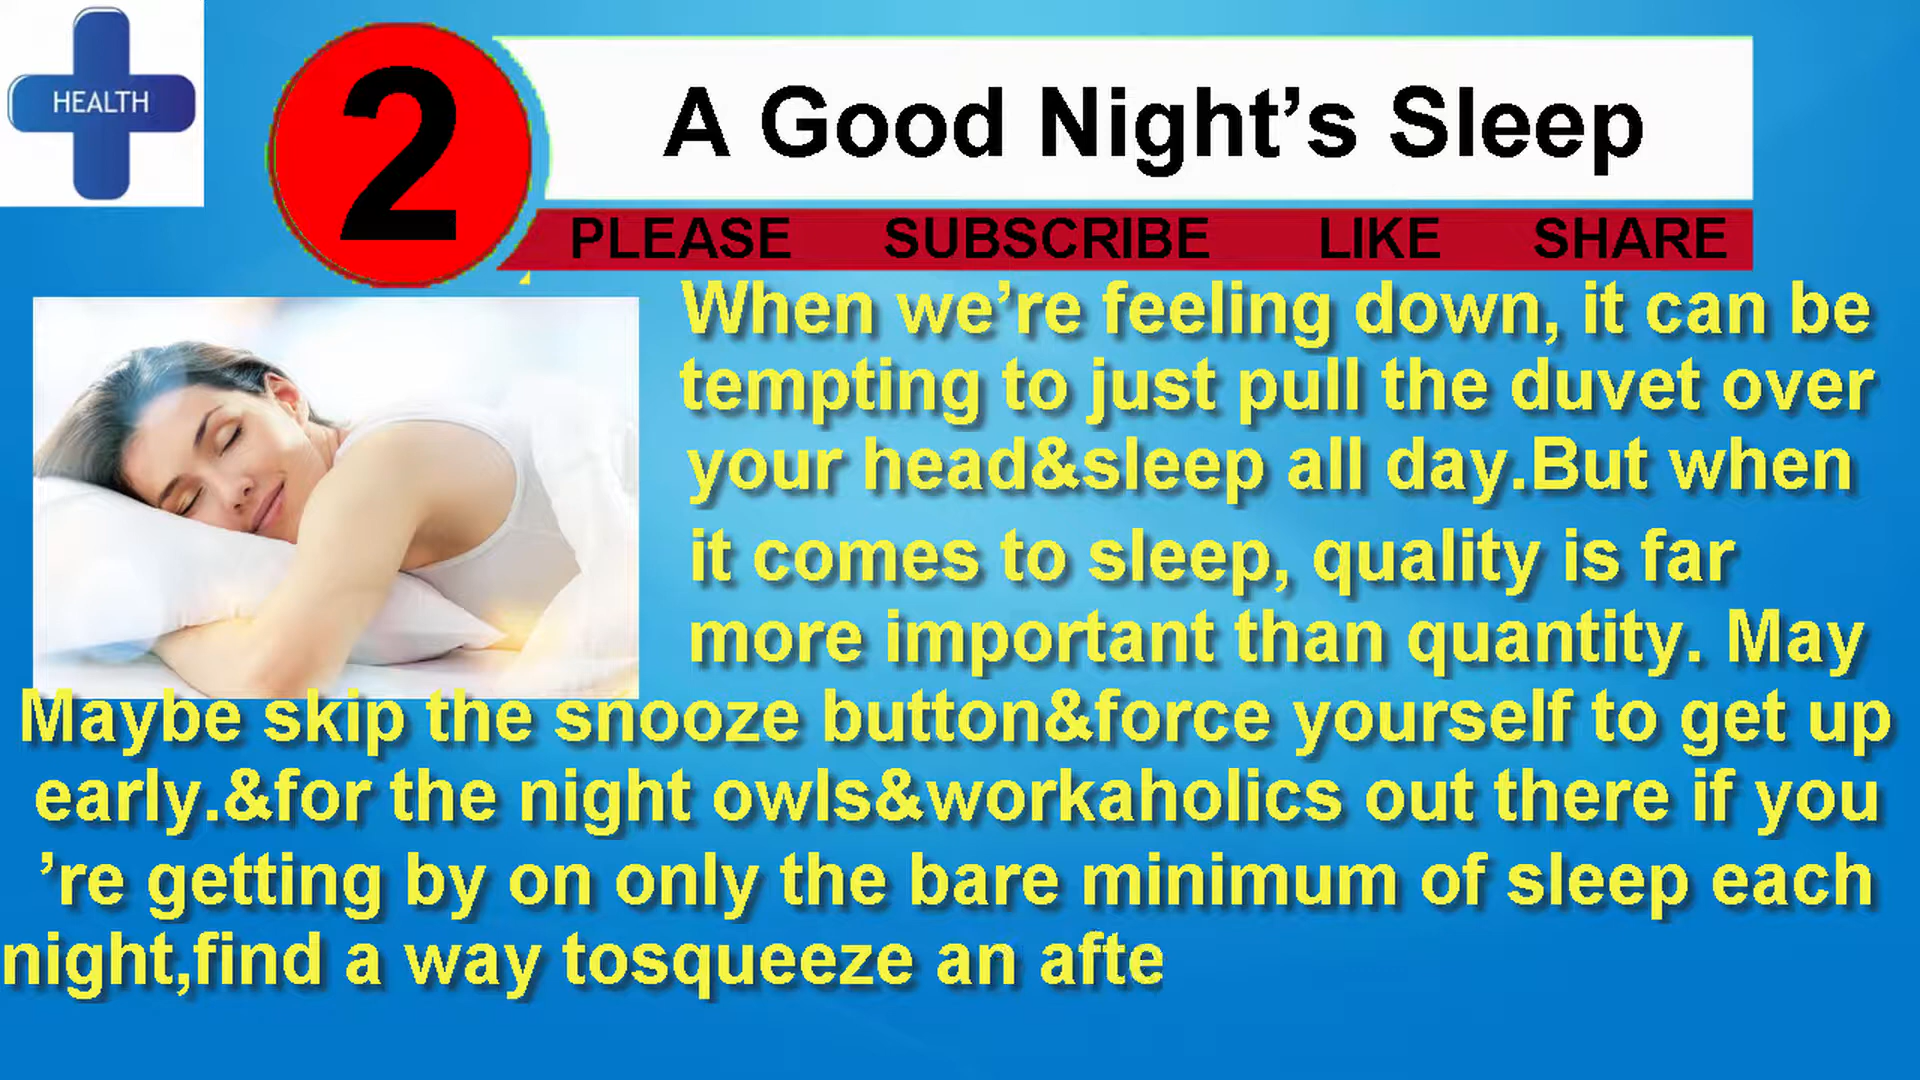 HEALTH
2
A Good Night’s Sleep
PLEASE SUBSCRIBE LIKE SHARE
When we’re feeling down, it can be
tempting to just pull the duvet over
your head&sleep all day.But when
it comes to sleep, quality is far
more important than quantity. May
Maybe skip the snooze button&force yourself to get up
early.&for the night owls&workaholics out there if you
’re getting by on only the bare minimum of sleep each
night,find a way tosqueeze an afte